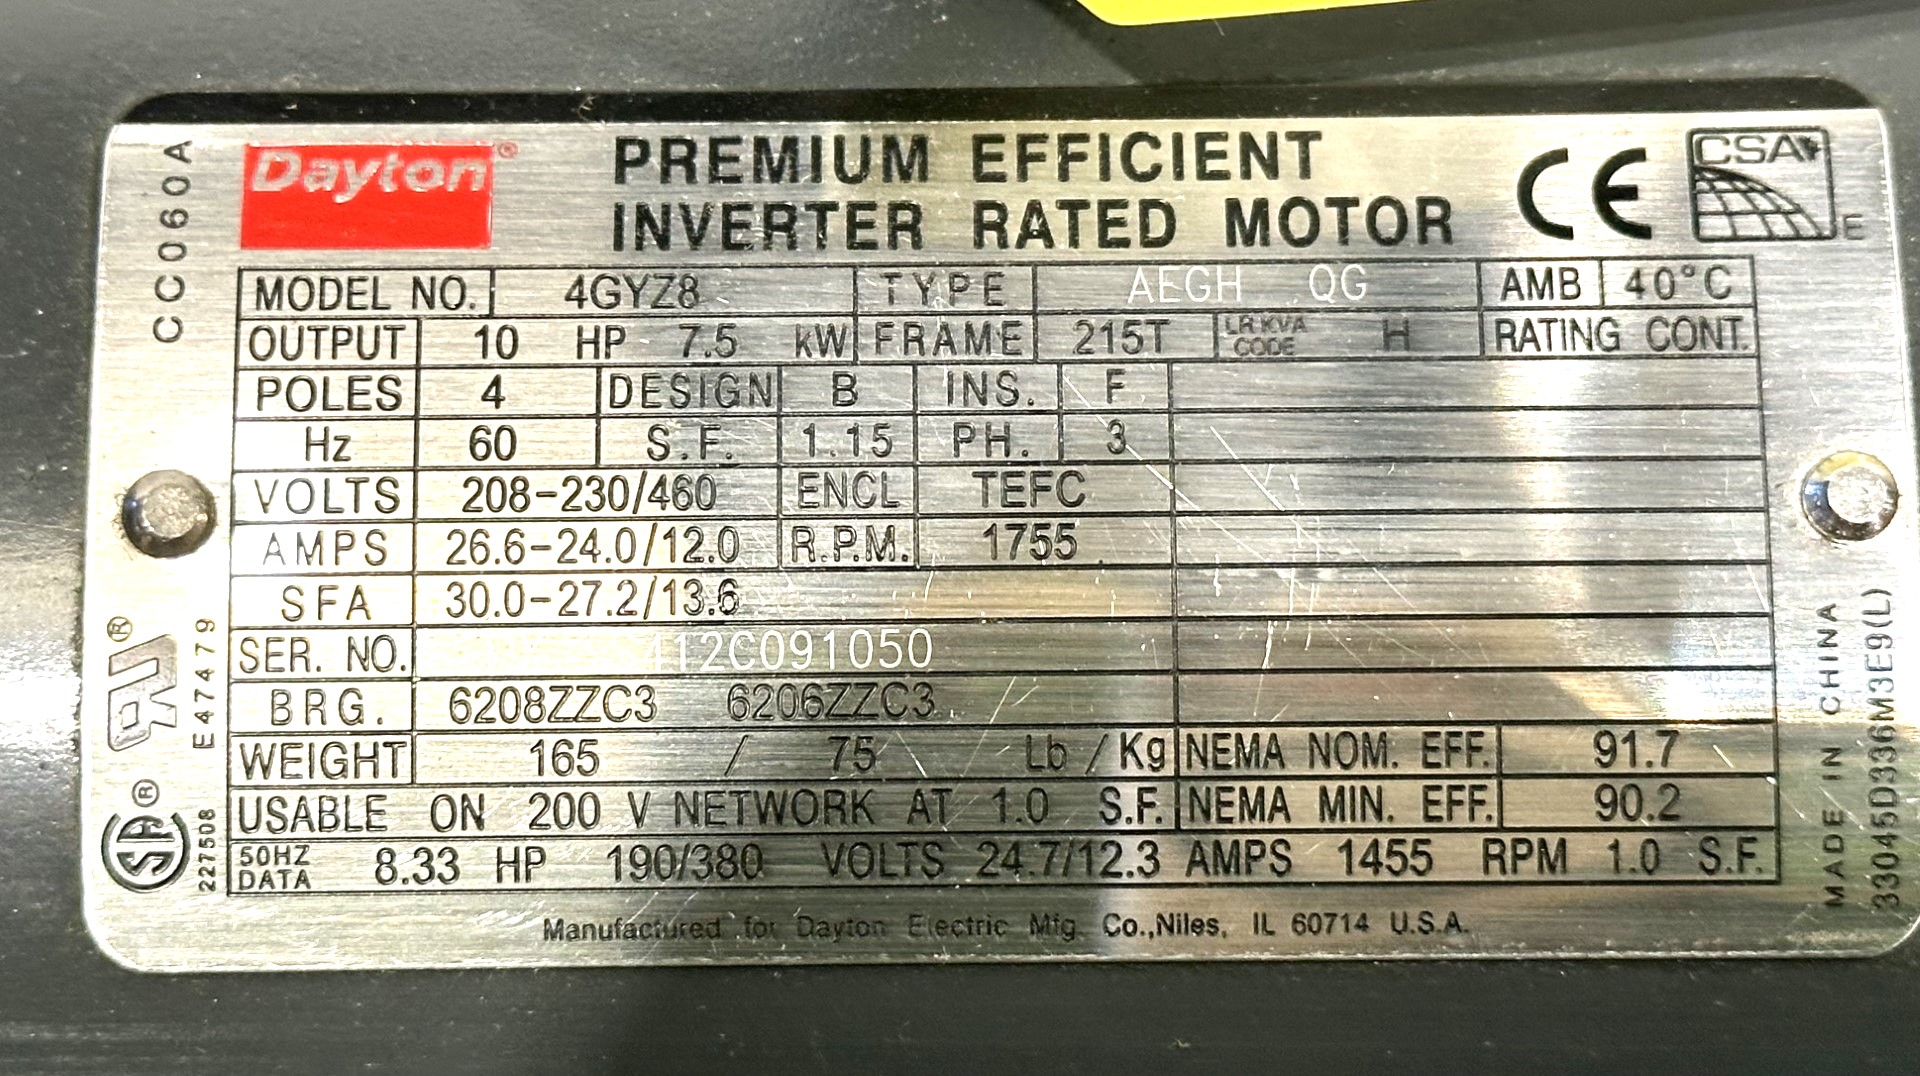 CC060A
Dayton®
PREMIUM EFFICIENT
INVERTER RATED MOTOR
CE
CSA E
MODEL NO. 4GYZ8 TYPE AEGH QG AMB 40°C
OUTPUT 10 HP 7.5 kW FRAME 215T LR KVA CODE H RATING CONT.
POLES 4 DESIGN B INS. F
Hz 60 S.F. 1.15 PH. 3
VOLTS 208-230/460 ENCL TEFC
AMPS 26.6-24.0/12.0 R.P.M. 1755
SFA 30.0-27.2/13.6
SER. NO. 112C091050
BRG. 6208ZZC3 6206ZZC3
WEIGHT 165 / 75 Lb / Kg NEMA NOM. EFF. 91.7
USABLE ON 200 V NETWORK AT 1.0 S.F. NEMA MIN. EFF. 90.2
50HZ DATA 8.33 HP 190/380 VOLTS 24.7/12.3 AMPS 1455 RPM 1.0 S.F.
Manufactured for Dayton Electric Mfg. Co.,Niles, IL 60714 U.S.A.
E47479
227508
MADE IN CHINA
33045D336M3E9(L)